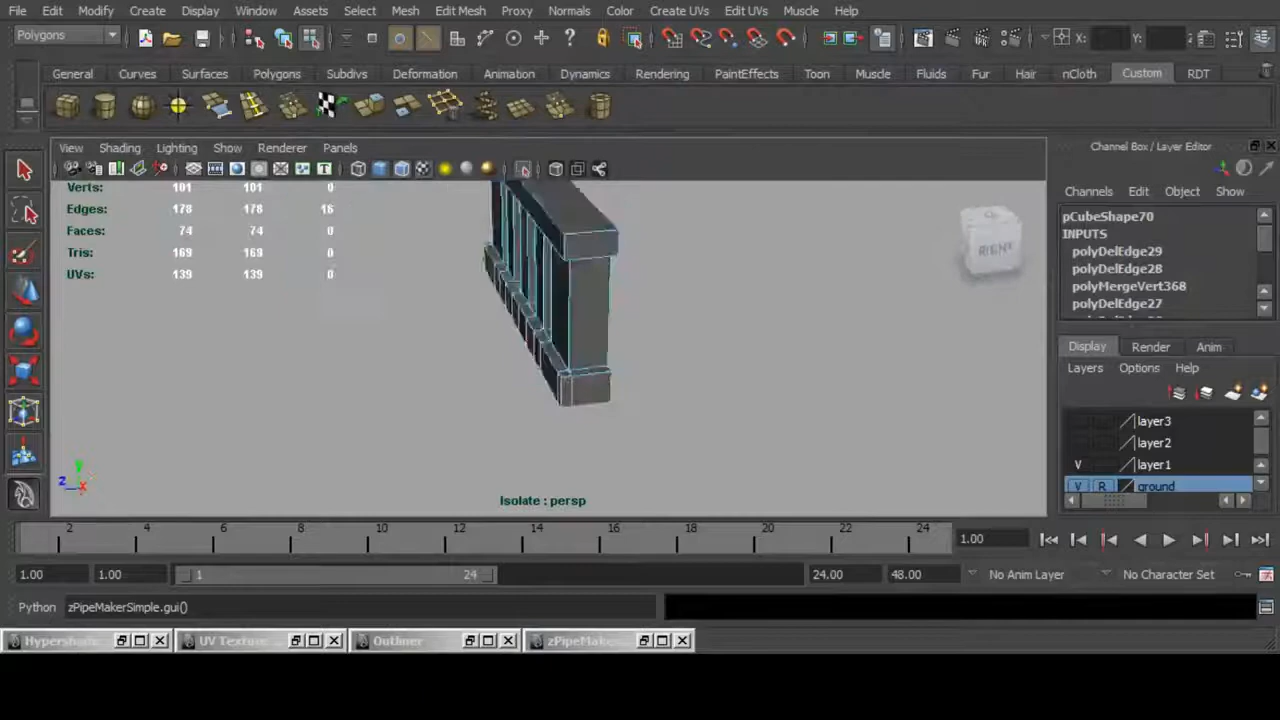 File Edit Modify Create Display Window Assets Select Mesh Edit Mesh Proxy Normals Color Create UVs Edit UVs Muscle Help
Polygons X: Y:
General Curves Surfaces Polygons Subdivs Deformation Animation Dynamics Rendering PaintEffects Toon Muscle Fluids Fur Hair nCloth Custom RDT
View Shading Lighting Show Renderer Panels
Channel Box / Layer Editor
Channels Edit Object Show
Verts: 101 101 0
Edges: 178 178 16
Faces: 74 74 0
Tris: 169 169 0
UVs: 139 139 0
RIGHT
pCubeShape70
INPUTS
polyDelEdge29
polyDelEdge28
polyMergeVert368
polyDelEdge27
Display Render Anim
Layers Options Help
layer3
layer2
V layer1
V R ground
Z X
Isolate : persp
2 4 6 8 10 12 14 16 18 20 22 24
1.00
1.00 1.00 1 24 24.00 48.00 No Anim Layer No Character Set
Python zPipeMakerSimple.gui()
UV Texture Outliner